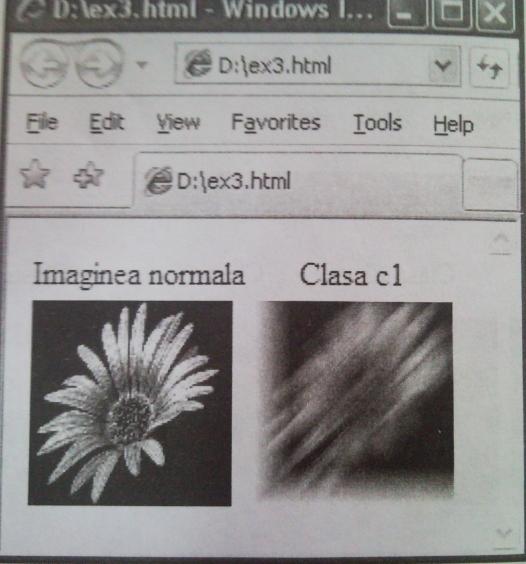 D:\ex3.html - Windows I...
D:\ex3.html
File Edit View Favorites Tools Help
D:\ex3.html
Imaginea normala Clasa c1